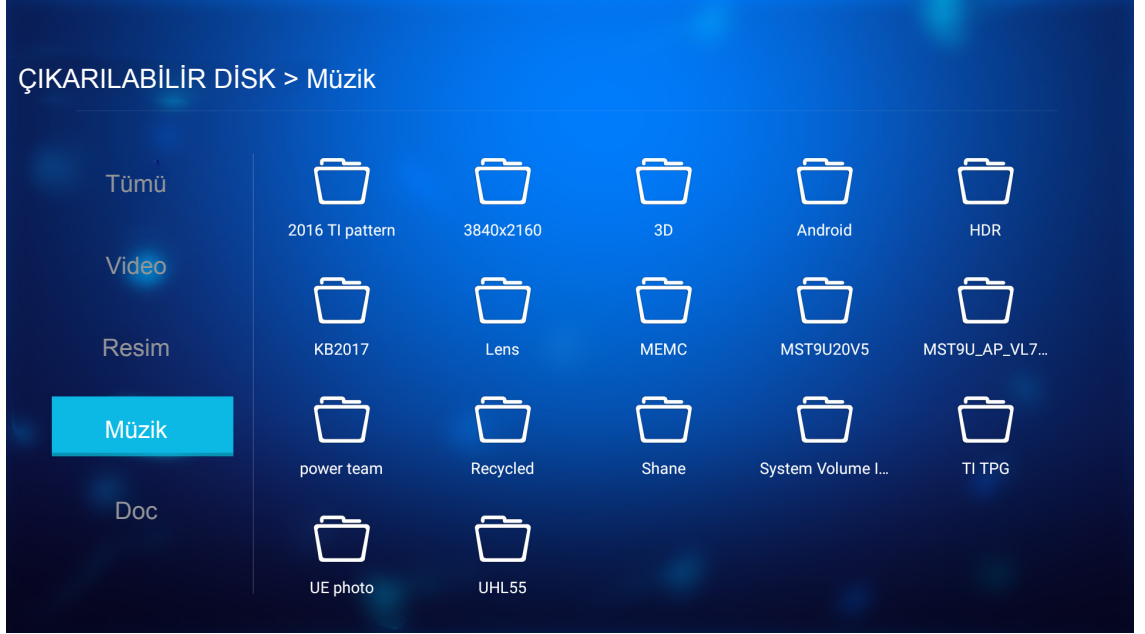 ÇIKARILABİLİR DİSK > Müzik
Tümü
Video
Resim
Müzik
Doc
2016 TI pattern
3840x2160
3D
Android
HDR
KB2017
Lens
MEMC
MST9U20V5
MST9U_AP_VL7...
power team
Recycled
Shane
System Volume I...
TI TPG
UE photo
UHL55